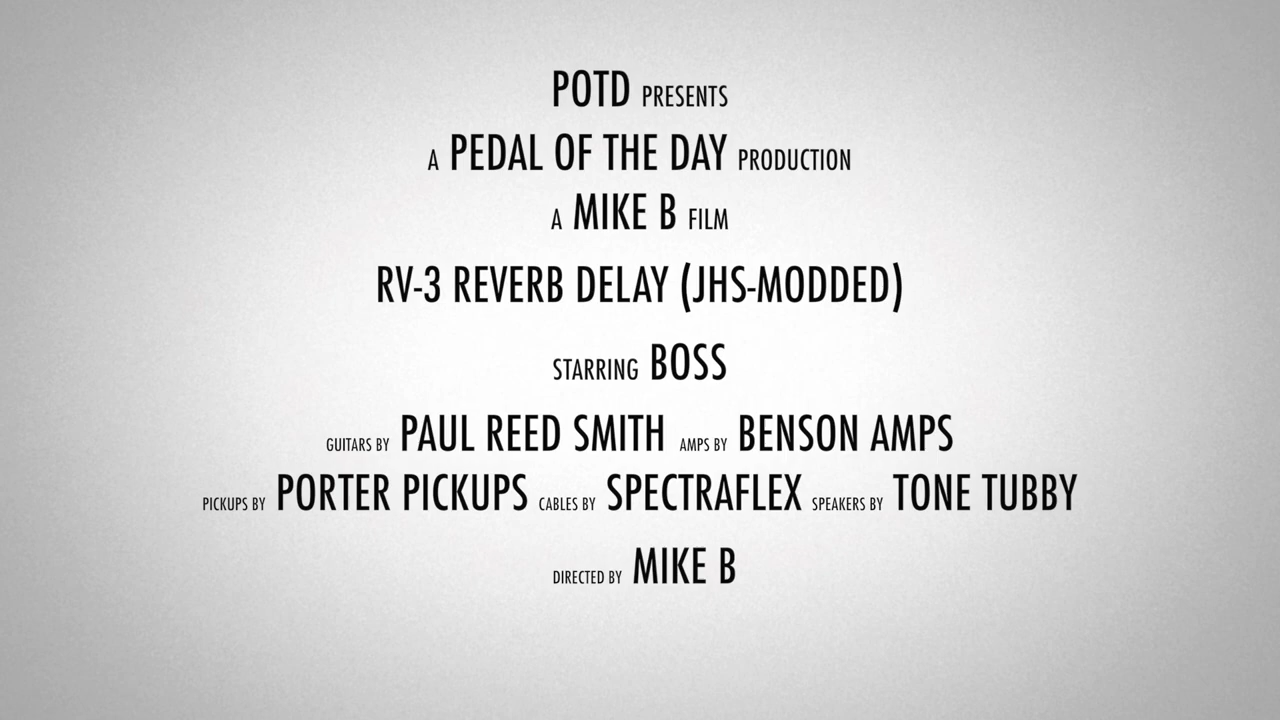 POTD PRESENTS
A PEDAL OF THE DAY PRODUCTION
A MIKE B FILM
RV-3 REVERB DELAY (JHS-MODDED)
STARRING BOSS
GUITARS BY PAUL REED SMITH AMPS BY BENSON AMPS
PICKUPS BY PORTER PICKUPS CABLES BY SPECTRAFLEX SPEAKERS BY TONE TUBBY
DIRECTED BY MIKE B